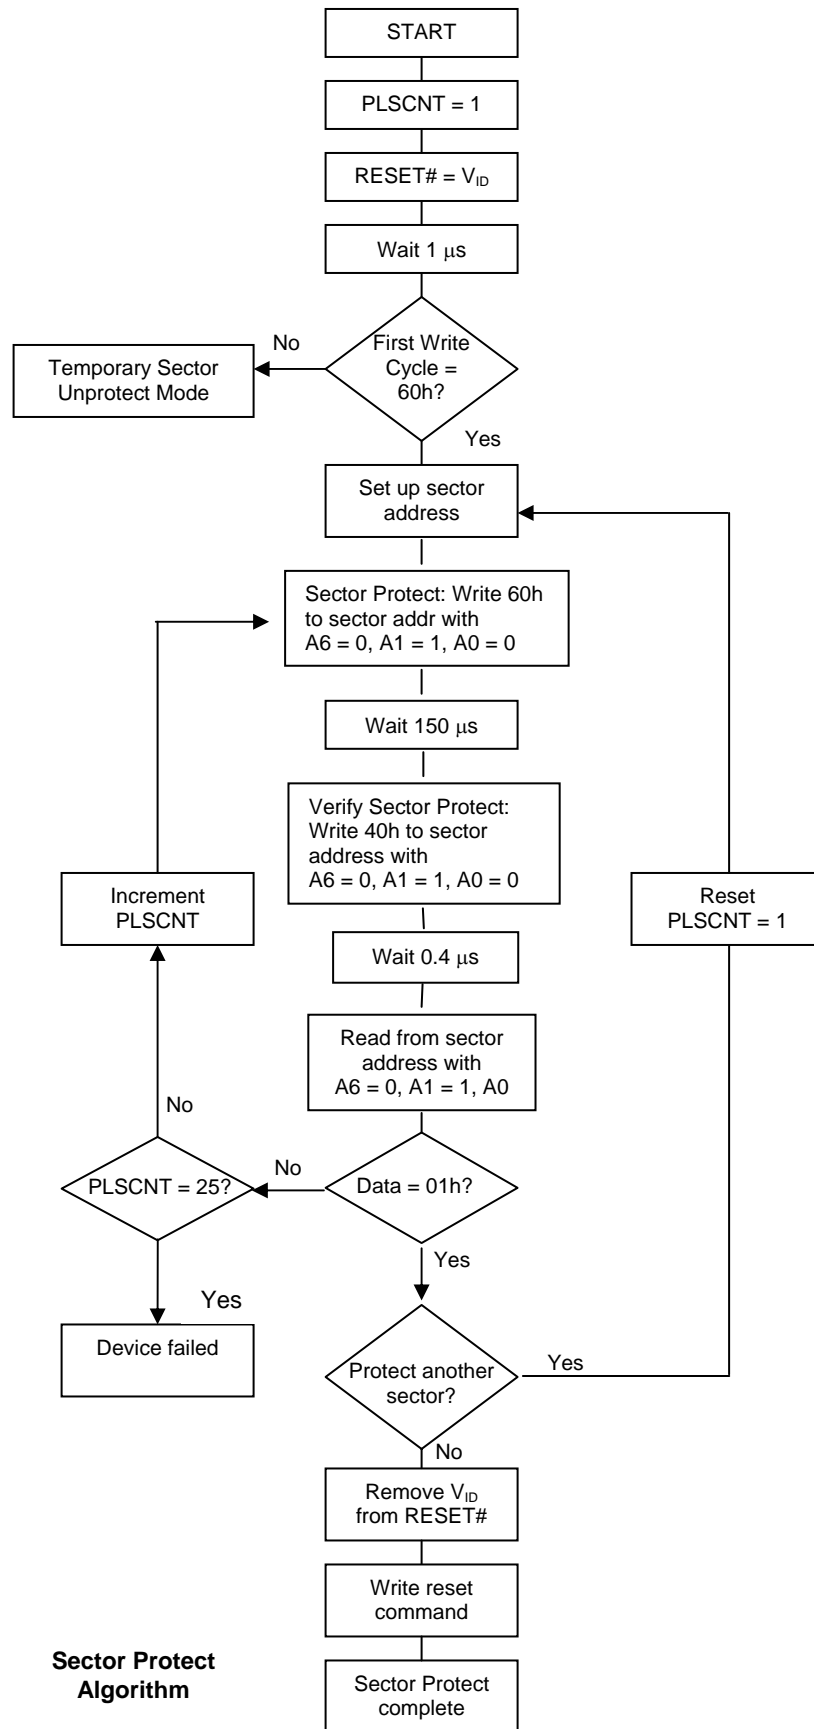 START
PLSCNT = 1
RESET# = VID
Wait 1 μs
First Write
Cycle =
60h?
No
Temporary Sector
Unprotect Mode
Yes
Set up sector
address
Sector Protect: Write 60h
to sector addr with
A6 = 0, A1 = 1, A0 = 0
Wait 150 μs
Verify Sector Protect:
Write 40h to sector
address with
A6 = 0, A1 = 1, A0 = 0
Increment
PLSCNT
Reset
PLSCNT = 1
Wait 0.4 μs
Read from sector
address with
A6 = 0, A1 = 1, A0
No
PLSCNT = 25?
No
Data = 01h?
Yes
Yes
Device failed
Protect another
sector?
Yes
No
Remove VID
from RESET#
Write reset
command
Sector Protect
Algorithm
Sector Protect
complete